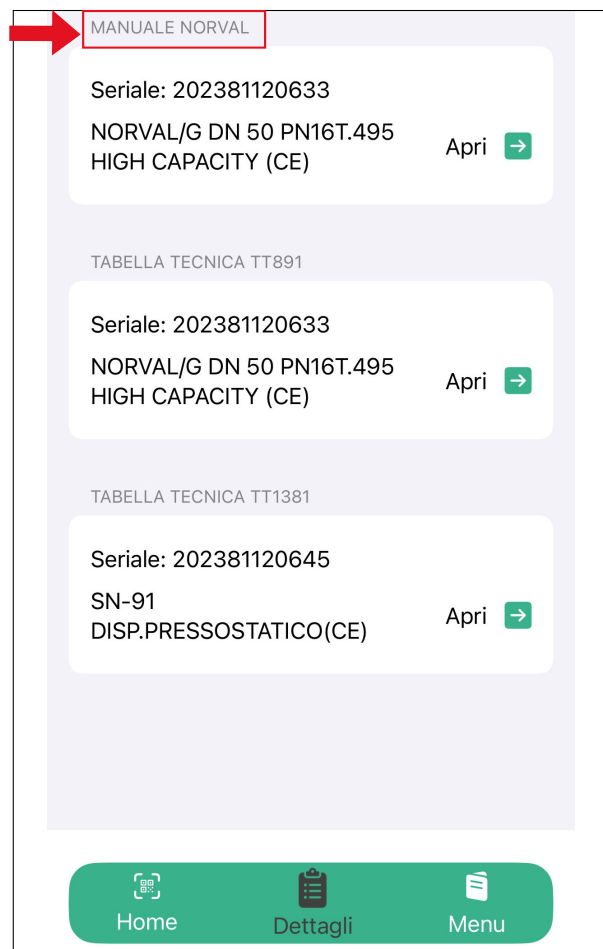 MANUALE NORVAL
Seriale: 202381120633
NORVAL/G DN 50 PN16T.495
HIGH CAPACITY (CE)
Apri
TABELLA TECNICA TT891
Seriale: 202381120633
NORVAL/G DN 50 PN16T.495
HIGH CAPACITY (CE)
Apri
TABELLA TECNICA TT1381
Seriale: 202381120645
SN-91
DISP.PRESSOSTATICO(CE)
Apri
Home
Dettagli
Menu